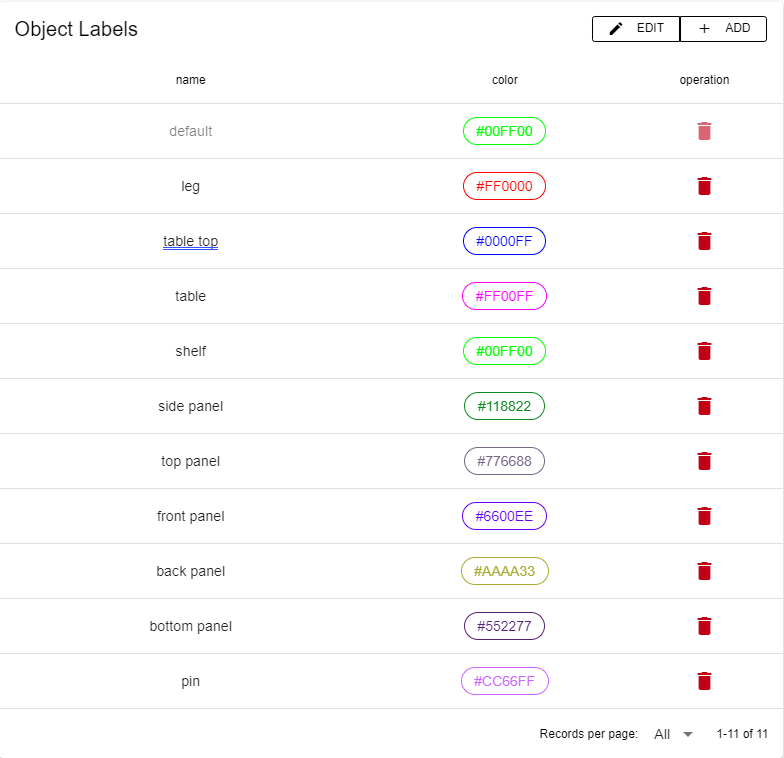 Object Labels EDIT ADD
name color operation
default #00FF00
leg #FF0000
table top #0000FF
table #FF00FF
shelf #00FF00
side panel #118822
top panel #776688
front panel #6600EE
back panel #AAAA33
bottom panel #552277
pin #CC66FF
Records per page: All 1-11 of 11